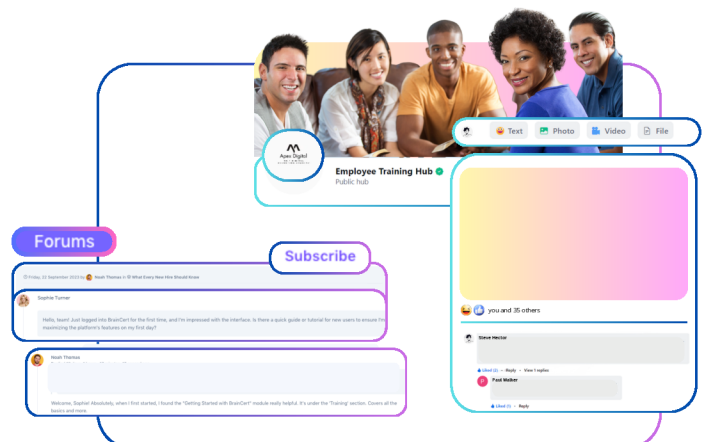 Text
Photo
Video
File
Apex Digital
Employee Training Hub
Public hub
Forums
Subscribe
Friday, 22 September 2023 by Noah Thomas in What Every New Hire Should Know
Sophie Turner
Hello, team! Just logged into BrainCert for the first time, and I'm impressed with the interface. Is there a quick guide or tutorial for new users to ensure I'm
maximizing the platform's features on my first day?
Noah Thomas
Welcome, Sophie! Absolutely, when I first started, I found the "Getting Started with BrainCert" module really helpful. It's under the 'Training' section. Covers all the
basics and more.
you and 35 others
Steve Hector
Liked (2) • Reply • View 1 replies
P
Paul Walker
Liked (1) • Reply